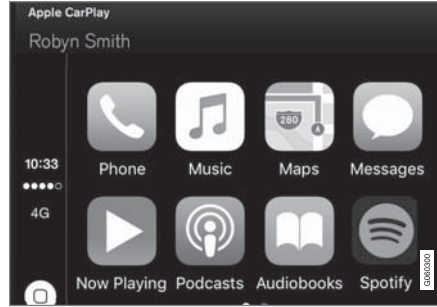 Apple CarPlay
Robyn Smith
280
10:33
Phone
Music
Maps
Messages
4G
Now Playing
Podcasts
Audiobooks
Spotify
G060300